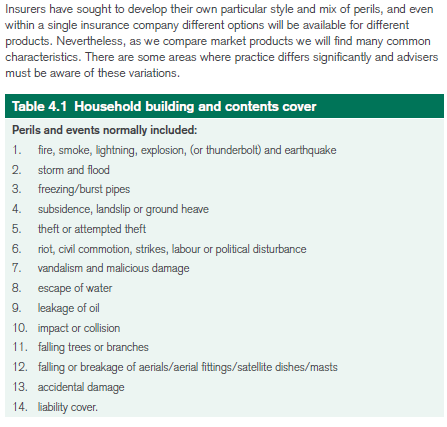 Insurers have sought to develop their own particular style and mix of perils, and even
within a single insurance company different options will be available for different
products. Nevertheless, as we compare market products we will find many common
characteristics. There are some areas where practice differs significantly and advisers
must be aware of these variations.
Table 4.1 Household building and contents cover
Perils and events normally included:
1. fire, smoke, lightning, explosion, (or thunderbolt) and earthquake
2. storm and flood
3. freezing/burst pipes
4. subsidence, landslip or ground heave
5. theft or attempted theft
6. riot, civil commotion, strikes, labour or political disturbance
7. vandalism and malicious damage
8. escape of water
9. leakage of oil
10. impact or collision
11. falling trees or branches
12. falling or breakage of aerials/aerial fittings/satellite dishes/masts
13. accidental damage
14. liability cover.